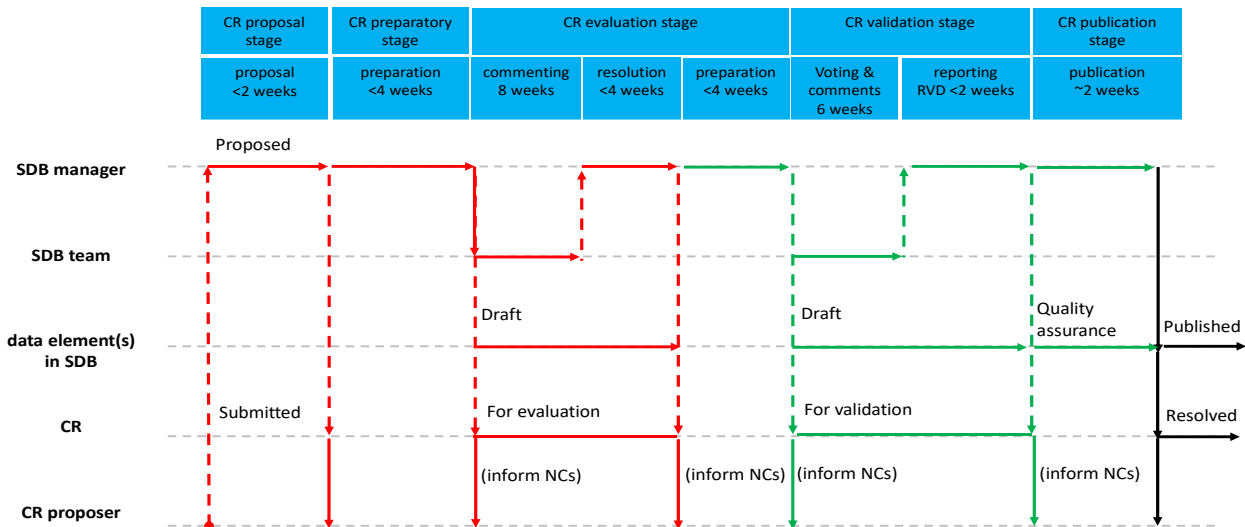 CR proposal
stage
CR preparatory
stage
CR evaluation stage
CR validation stage
CR publication
stage
proposal
<2 weeks
preparation
<4 weeks
commenting
8 weeks
resolution
<4 weeks
preparation
<4 weeks
Voting &
comments
6 weeks
reporting
RVD <2 weeks
publication
~2 weeks
Proposed
SDB manager
SDB team
Draft
Draft
Quality
assurance
Published
data element(s)
in SDB
Submitted
For evaluation
For validation
Resolved
CR
(inform NCs)
(inform NCs)
(inform NCs)
(inform NCs)
CR proposer